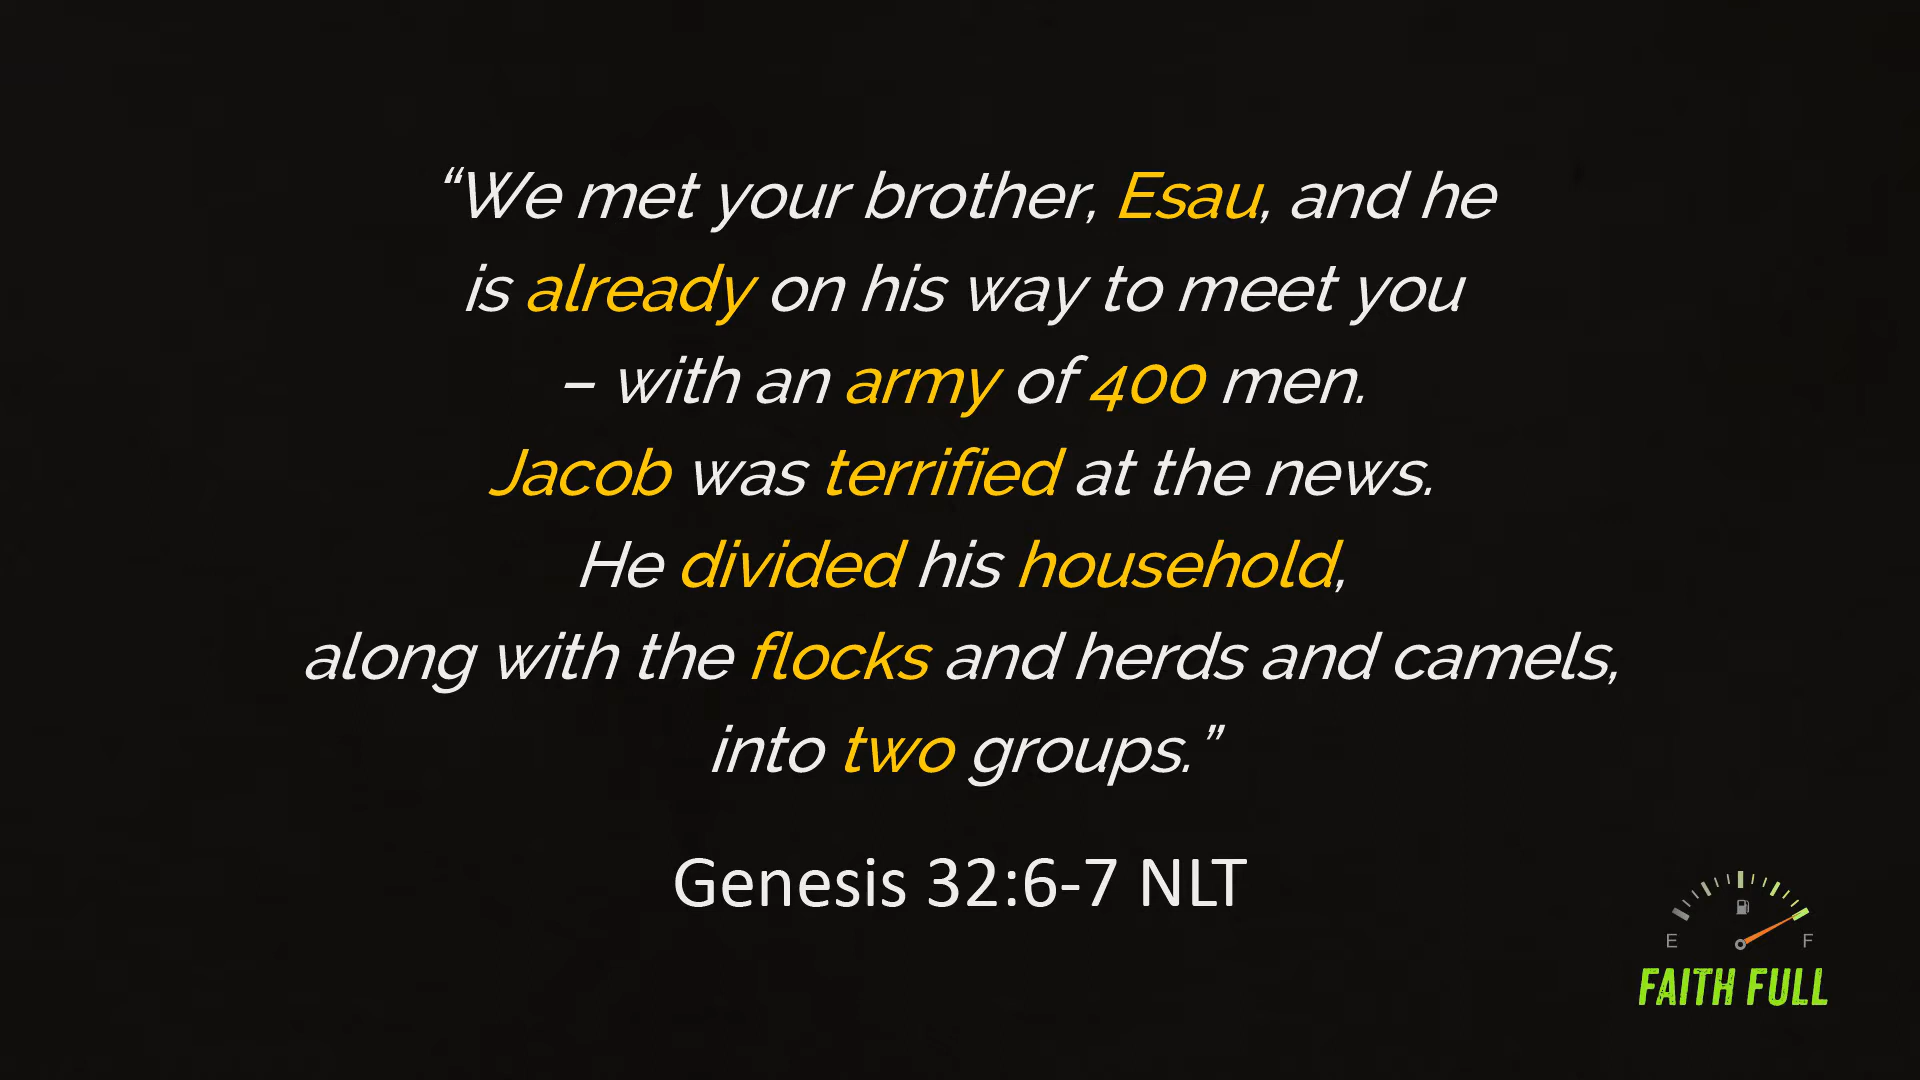 “We met your brother, Esau, and he
is already on his way to meet you
– with an army of 400 men.
Jacob was terrified at the news.
He divided his household,
along with the flocks and herds and camels,
into two groups.”
Genesis 32:6-7 NLT
E F
FAITH FULL